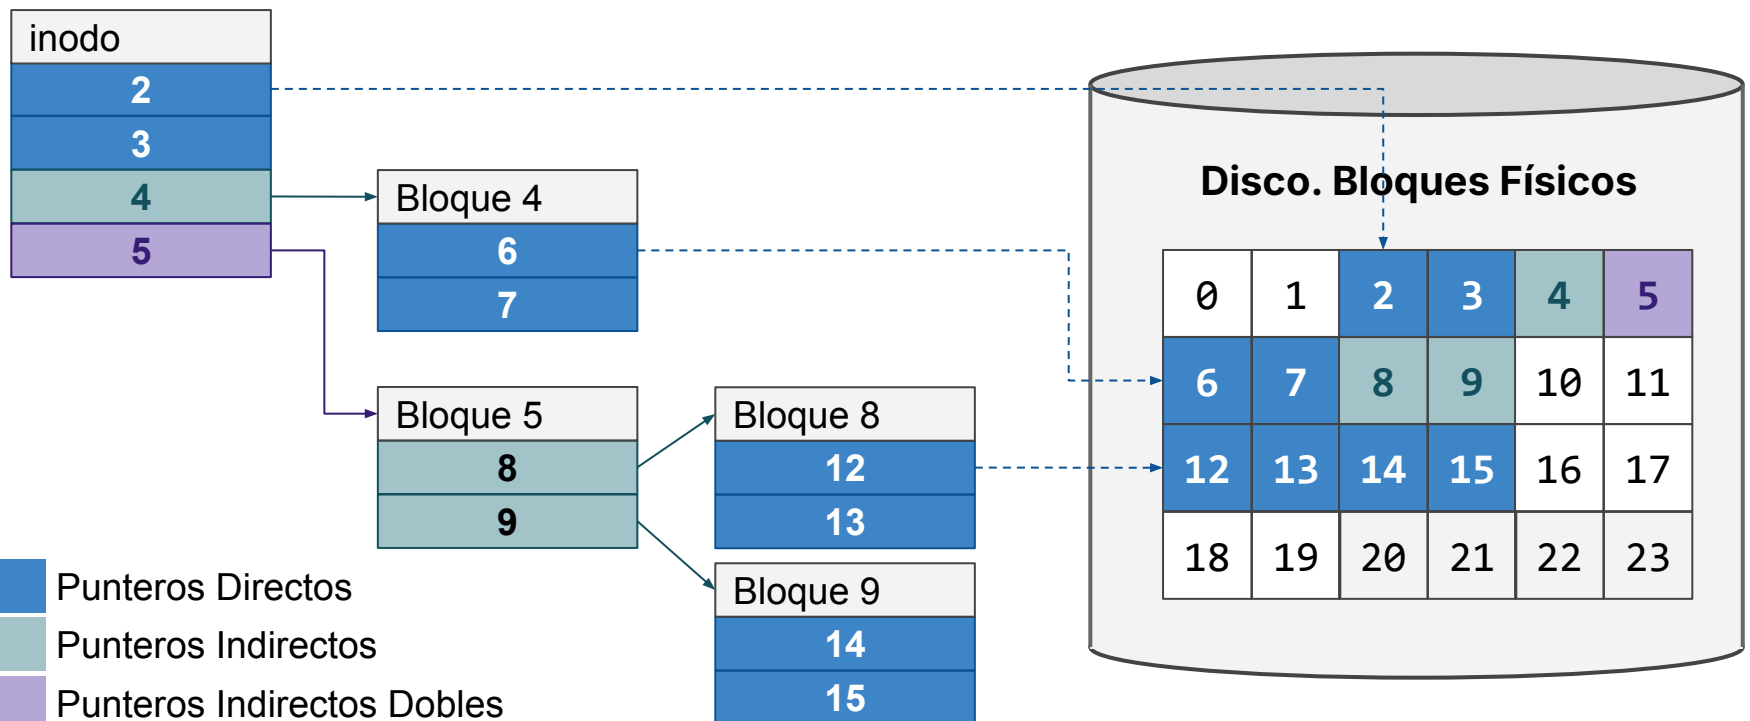 inodo
2
3
4
5
Bloque 4
6
7
Bloque 5
8
9
Bloque 8
12
13
Bloque 9
14
15
Punteros Directos
Punteros Indirectos
Punteros Indirectos Dobles
Disco. Bloques Físicos
0 1 2 3 4 5
6 7 8 9 10 11
12 13 14 15 16 17
18 19 20 21 22 23